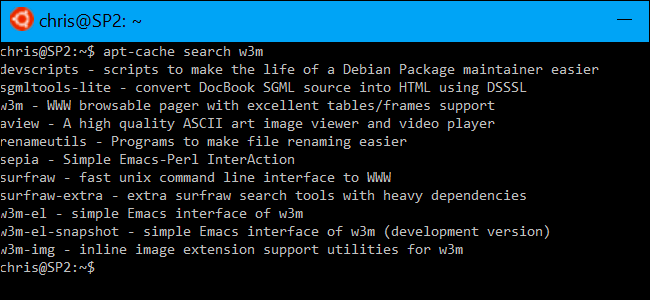 chris@SP2: ~
chris@SP2:~$ apt-cache search w3m
devscripts - scripts to make the life of a Debian Package maintainer easier
sgmltools-lite - convert DocBook SGML source into HTML using DSSSL
w3m - WWW browsable pager with excellent tables/frames support
aview - A high quality ASCII art image viewer and video player
renameutils - Programs to make file renaming easier
sepia - Simple Emacs-Perl InterAction
surfraw - fast unix command line interface to WWW
surfraw-extra - extra surfraw search tools with heavy dependencies
w3m-el - simple Emacs interface of w3m
w3m-el-snapshot - simple Emacs interface of w3m (development version)
w3m-img - inline image extension support utilities for w3m
chris@SP2:~$